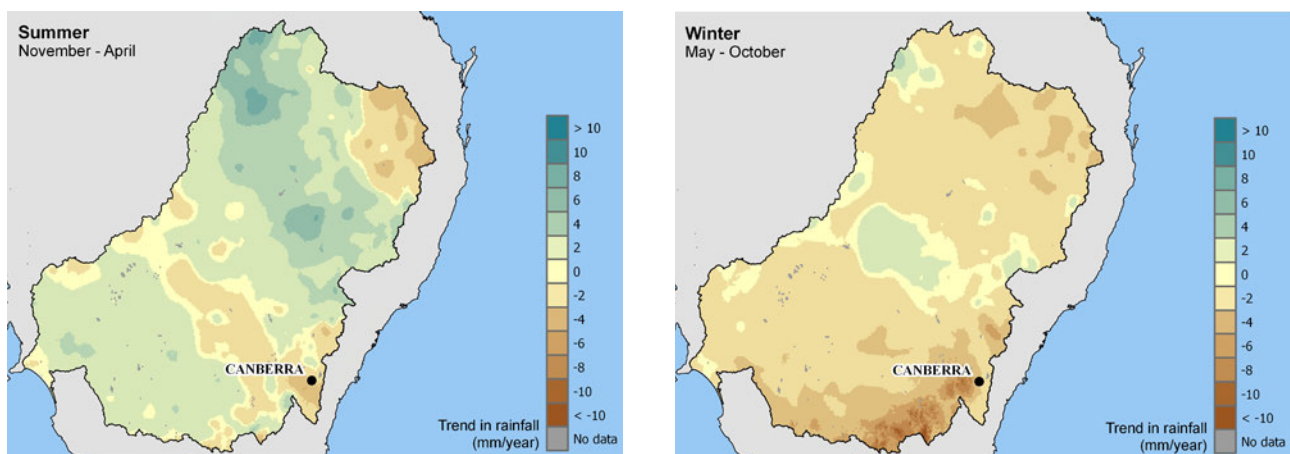 Summer
November - April
> 10
10
8
6
4
2
0
-2
-4
-6
-8
-10
< -10
No data
CANBERRA
Trend in rainfall
(mm/year)
Winter
May - October
> 10
10
8
6
4
2
0
-2
-4
-6
-8
-10
< -10
No data
CANBERRA
Trend in rainfall
(mm/year)